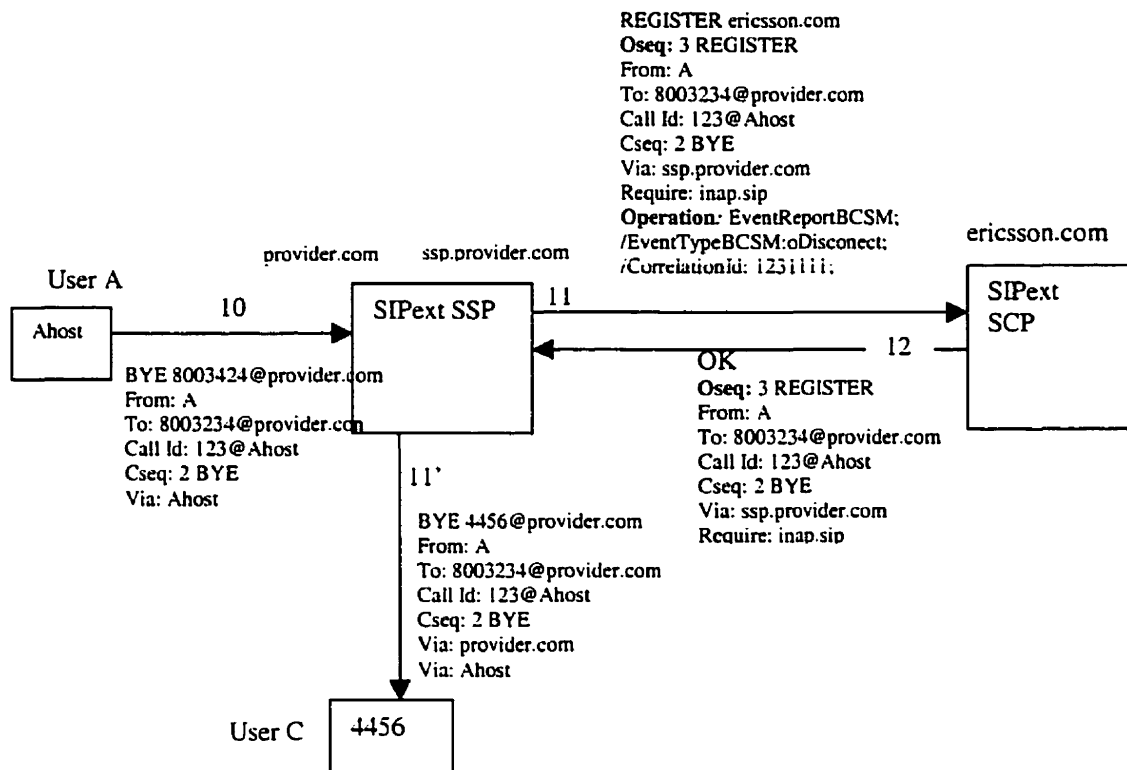 REGISTER ericsson.com
Oseq: 3 REGISTER
From: A
To: 8003234@provider.com
Call Id: 123@Ahost
Cseq: 2 BYE
Via: ssp.provider.com
Require: inap.sip
Operation: EventReportBCSM;
/EventTypeBCSM:oDisconect;
/CorrelationId: 1231111;
provider.com
ssp.provider.com
ericsson.com
User A
Ahost
10
SIPext SSP
11
SIPext
SCP
12
BYE 8003424@provider.com
From: A
To: 8003234@provider.com
Call Id: 123@Ahost
Cseq: 2 BYE
Via: Ahost
OK
Oseq: 3 REGISTER
From: A
To: 8003234@provider.com
Call Id: 123@Ahost
Cseq: 2 BYE
Via: ssp.provider.com
Require: inap.sip
11'
BYE 4456@provider.com
From: A
To: 8003234@provider.com
Call Id: 123@Ahost
Cseq: 2 BYE
Via: provider.com
Via: Ahost
User C
4456